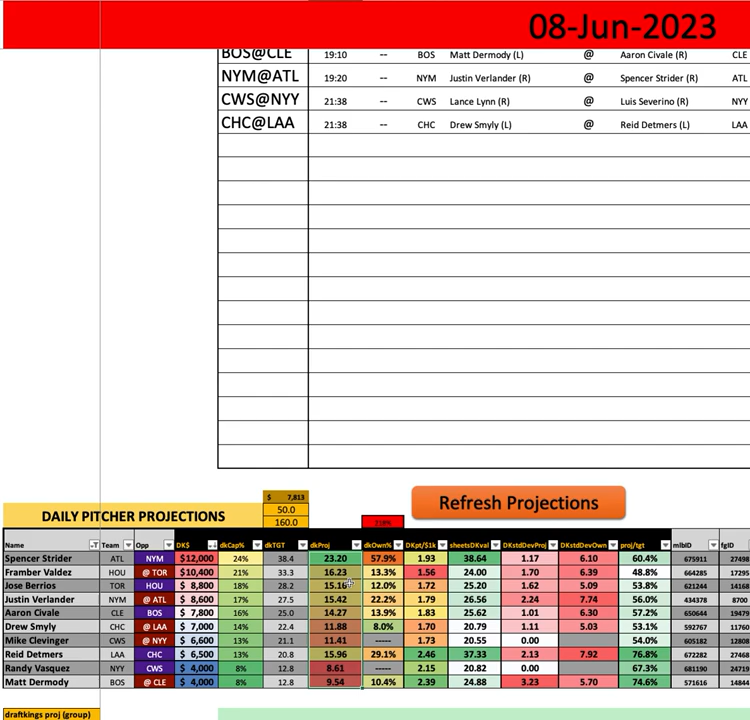 08-Jun-2023
BOS@CLE 19:10 -- BOS Matt Dermody (L) @ Aaron Civale (R) CLE
NYM@ATL 19:20 -- NYM Justin Verlander (R) @ Spencer Strider (R) ATL
CWS@NYY 21:38 -- CWS Lance Lynn (R) @ Luis Severino (R) NYY
CHC@LAA 21:38 -- CHC Drew Smyly (L) @ Reid Detmers (L) LAA
$ 7,813
50.0
160.0
DAILY PITCHER PROJECTIONS
Refresh Projections
Name Team Opp DK$ dkCap% dkTGT dkProj dkOwn% DKpt/$1k sheetsDKval DKstdDevProj DKstdDevOwn proj/tgt mlbID fgID
Spencer Strider ATL NYM $12,000 24% 38.4 23.20 57.9% 1.93 38.64 1.17 6.10 60.4% 675911 27498
Framber Valdez HOU @ TOR $10,400 21% 33.3 16.23 13.3% 1.56 24.00 1.70 6.39 48.8% 664285 17295
Jose Berrios TOR HOU $ 8,800 18% 28.2 15.16 12.0% 1.72 25.20 1.62 5.09 53.8% 621244 14168
Justin Verlander NYM @ ATL $ 8,600 17% 27.5 15.42 22.2% 1.79 26.56 2.24 7.74 56.0% 434378 8700
Aaron Civale CLE BOS $ 7,800 16% 25.0 14.27 13.9% 1.83 25.62 1.01 6.30 57.2% 650644 19479
Drew Smyly CHC @ LAA $ 7,000 14% 22.4 11.88 8.0% 1.70 20.79 1.11 5.03 53.1% 592767 11760
Mike Clevinger CWS @ NYY $ 6,600 13% 21.1 11.41 ----- 1.73 20.55 0.00 54.0% 605182 12808
Reid Detmers LAA CHC $ 6,500 13% 20.8 15.96 29.1% 2.46 37.33 2.13 7.92 76.8% 672282 27468
Randy Vasquez NYY CWS $ 4,000 8% 12.8 8.61 ----- 2.15 20.82 0.00 67.3% 681190 24719
Matt Dermody BOS @ CLE $ 4,000 8% 12.8 9.54 10.4% 2.39 24.88 3.23 5.70 74.6% 571616 14844
draftkings proj (group)